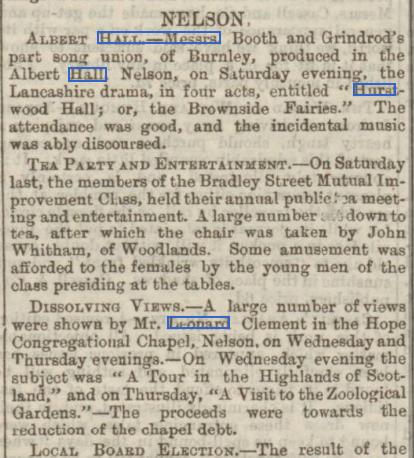 NELSON.
ALBERT HALL.—Messrs. Booth and Grindrod's
part song union, of Burnley, produced in the
Albert Hall Nelson, on Saturday evening, the
Lancashire drama, in four acts, entitled "Hurst-
wood Hall; or, the Brownside Fairies." The
attendance was good, and the incidental music
was ably discoursed.
TEA PARTY AND ENTERTAINMENT.—On Saturday
last, the members of the Bradley Street Mutual Im-
provement Class, held their annual public tea meet-
ing and entertainment. A large number down to
tea, after which the chair was taken by John
Whitham, of Woodlands. Some amusement was
afforded to the females by the young men of the
class presiding at the tables.
DISSOLVING VIEWS.—A large number of views
were shown by Mr. Leonard Clement in the Hope
Congregational Chapel, Nelson, on Wednesday and
Thursday evenings.—On Wednesday evening the
subject was "A Tour in the Highlands of Scot-
land," and on Thursday, "A Visit to the Zoological
Gardens."—The proceeds were towards the
reduction of the chapel debt.
LOCAL BOARD ELECTION.—The result of the